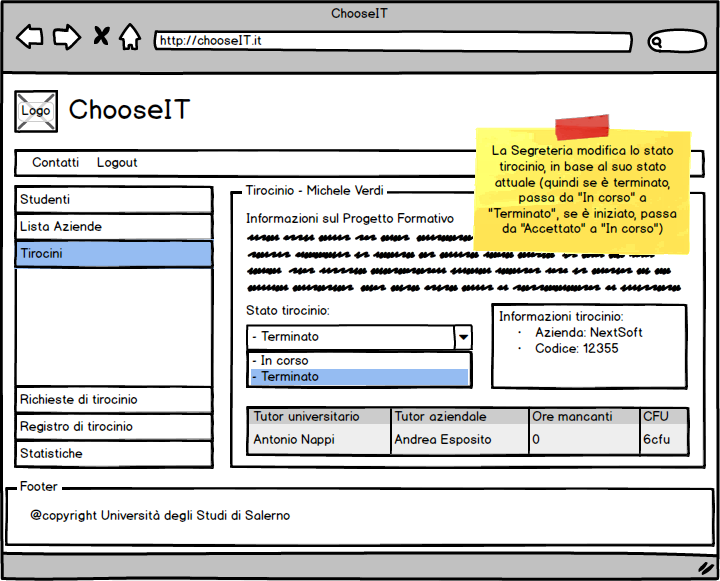 ChooseIT
http://chooseIT.it
Logo
ChooseIT
Contatti Logout
La Segreteria modifica lo stato
tirocinio, in base al suo stato
attuale (quindi se è terminato,
passa da "In corso" a
"Terminato", se è iniziato, passa
da "Accettato" a "In corso")
Studenti
Lista Aziende
Tirocini
Richieste di tirocinio
Registro di tirocinio
Statistiche
Tirocinio - Michele Verdi
Informazioni sul Progetto Formativo
Stato tirocinio:
- Terminato
- In corso
- Terminato
Informazioni tirocinio:
• Azienda: NextSoft
• Codice: 12355
Tutor universitario Tutor aziendale Ore mancanti CFU
Antonio Nappi Andrea Esposito 0 6cfu
Footer
@copyright Università degli Studi di Salerno